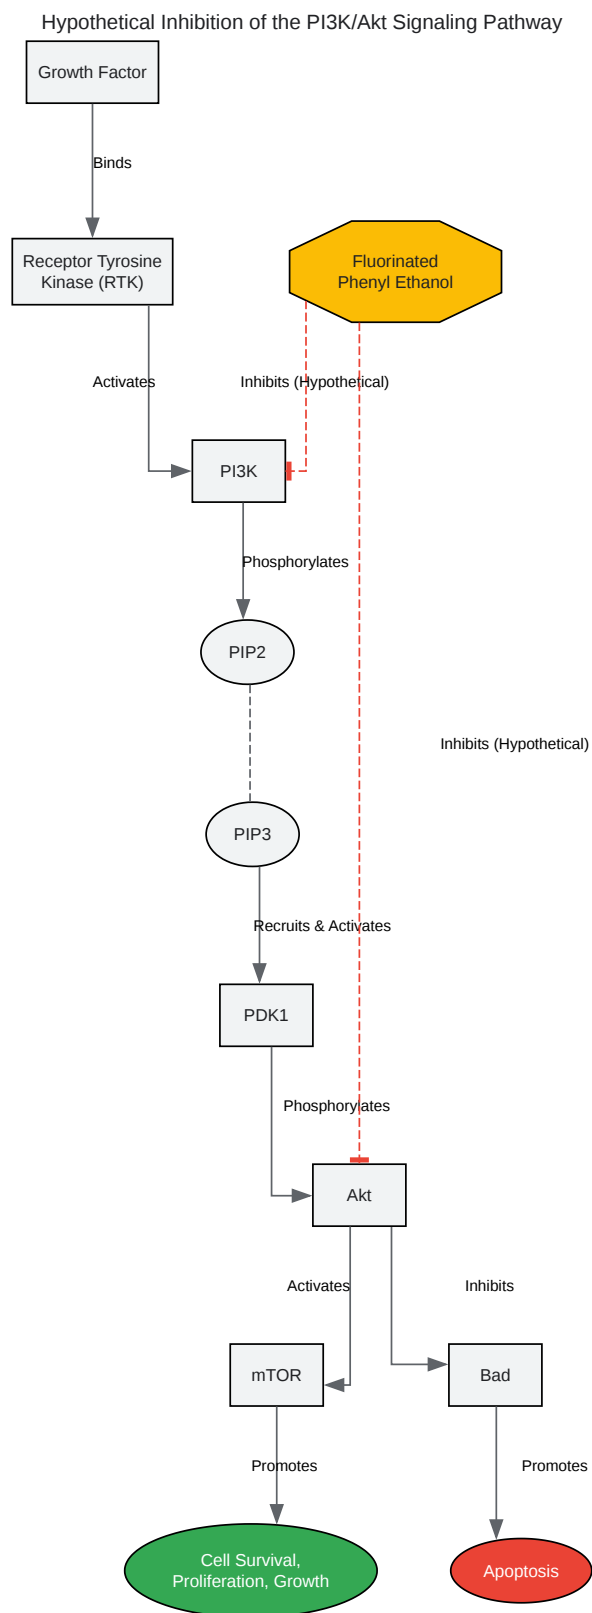 Hypothetical Inhibition of the PI3K/Akt Signaling Pathway
Growth Factor
Binds
Receptor Tyrosine
Kinase (RTK)
Fluorinated
Phenyl Ethanol
Activates
Inhibits (Hypothetical)
PI3K
Phosphorylates
PIP2
Inhibits (Hypothetical)
PIP3
Recruits & Activates
PDK1
Phosphorylates
Akt
Activates
Inhibits
mTOR
Bad
Promotes
Promotes
Cell Survival,
Proliferation, Growth
Apoptosis